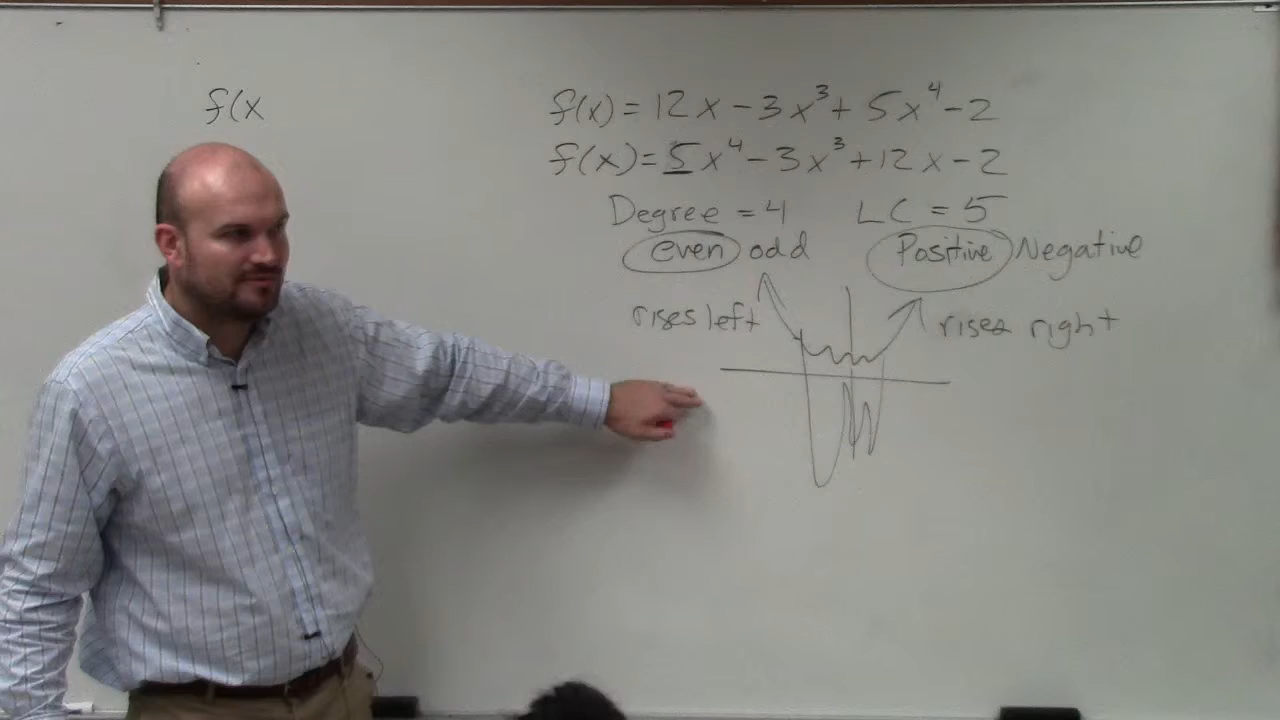 f(x
f(x) = 12x - 3x³ + 5x⁴ - 2
f(x) = 5x⁴ - 3x³ + 12x - 2
Degree = 4 LC = 5
even odd Positive Negative
rises left rises right